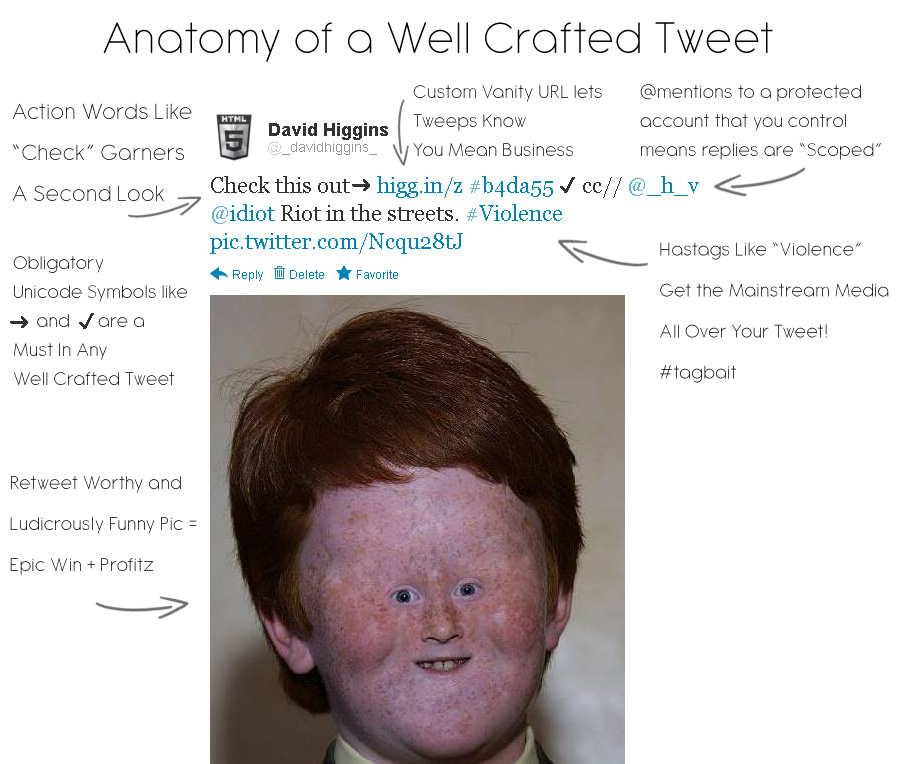 Anatomy of a Well Crafted Tweet
Action Words Like
“Check” Garners
A Second Look
Custom Vanity URL lets
Tweeps Know
You Mean Business
@mentions to a protected
account that you control
means replies are “Scoped”
HTML
5
David Higgins
@_davidhiggins_
Check this out➔ higg.in/z #b4da55 ✔ cc// @_h_v
@idiot Riot in the streets. #Violence
pic.twitter.com/Ncqu28tJ
Reply Delete Favorite
Obligatory
Unicode Symbols like
➔ and ✔ are a
Must In Any
Well Crafted Tweet
Hastags Like “Violence”
Get the Mainstream Media
All Over Your Tweet!
#tagbait
Retweet Worthy and
Ludicrously Funny Pic =
Epic Win + Profitz